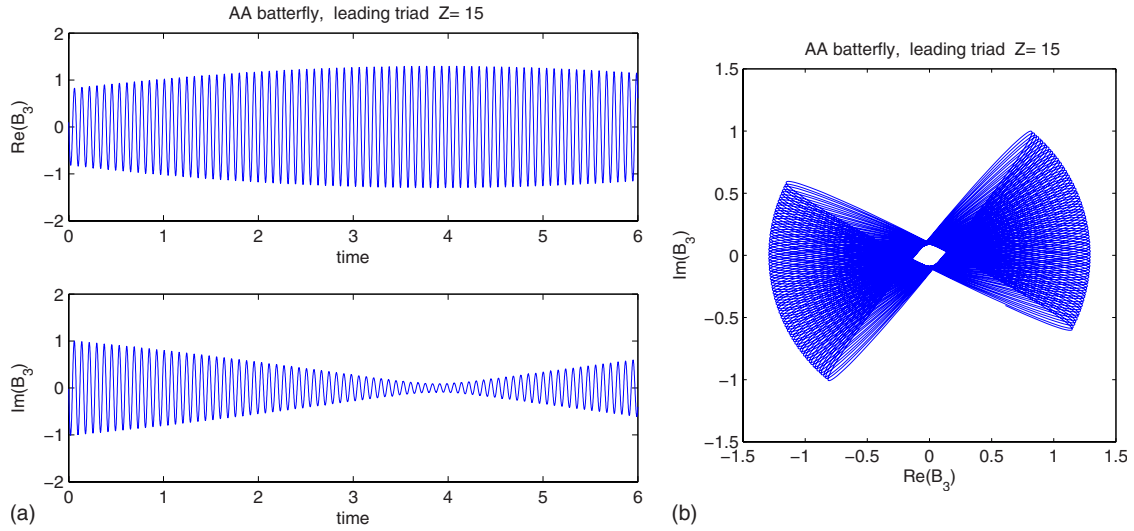 AA batterfly,  leading triad  Z= 15
2
1
0
−1
−2
Re(B3)
0 1 2 3 4 5 6
time
2
1
0
−1
−2
Im(B3)
0 1 2 3 4 5 6
time
(a)
AA batterfly,  leading triad  Z= 15
1.5
1
0.5
0
−0.5
−1
−1.5
Im(B3)
−1.5 −1 −0.5 0 0.5 1 1.5
Re(B3)
(b)